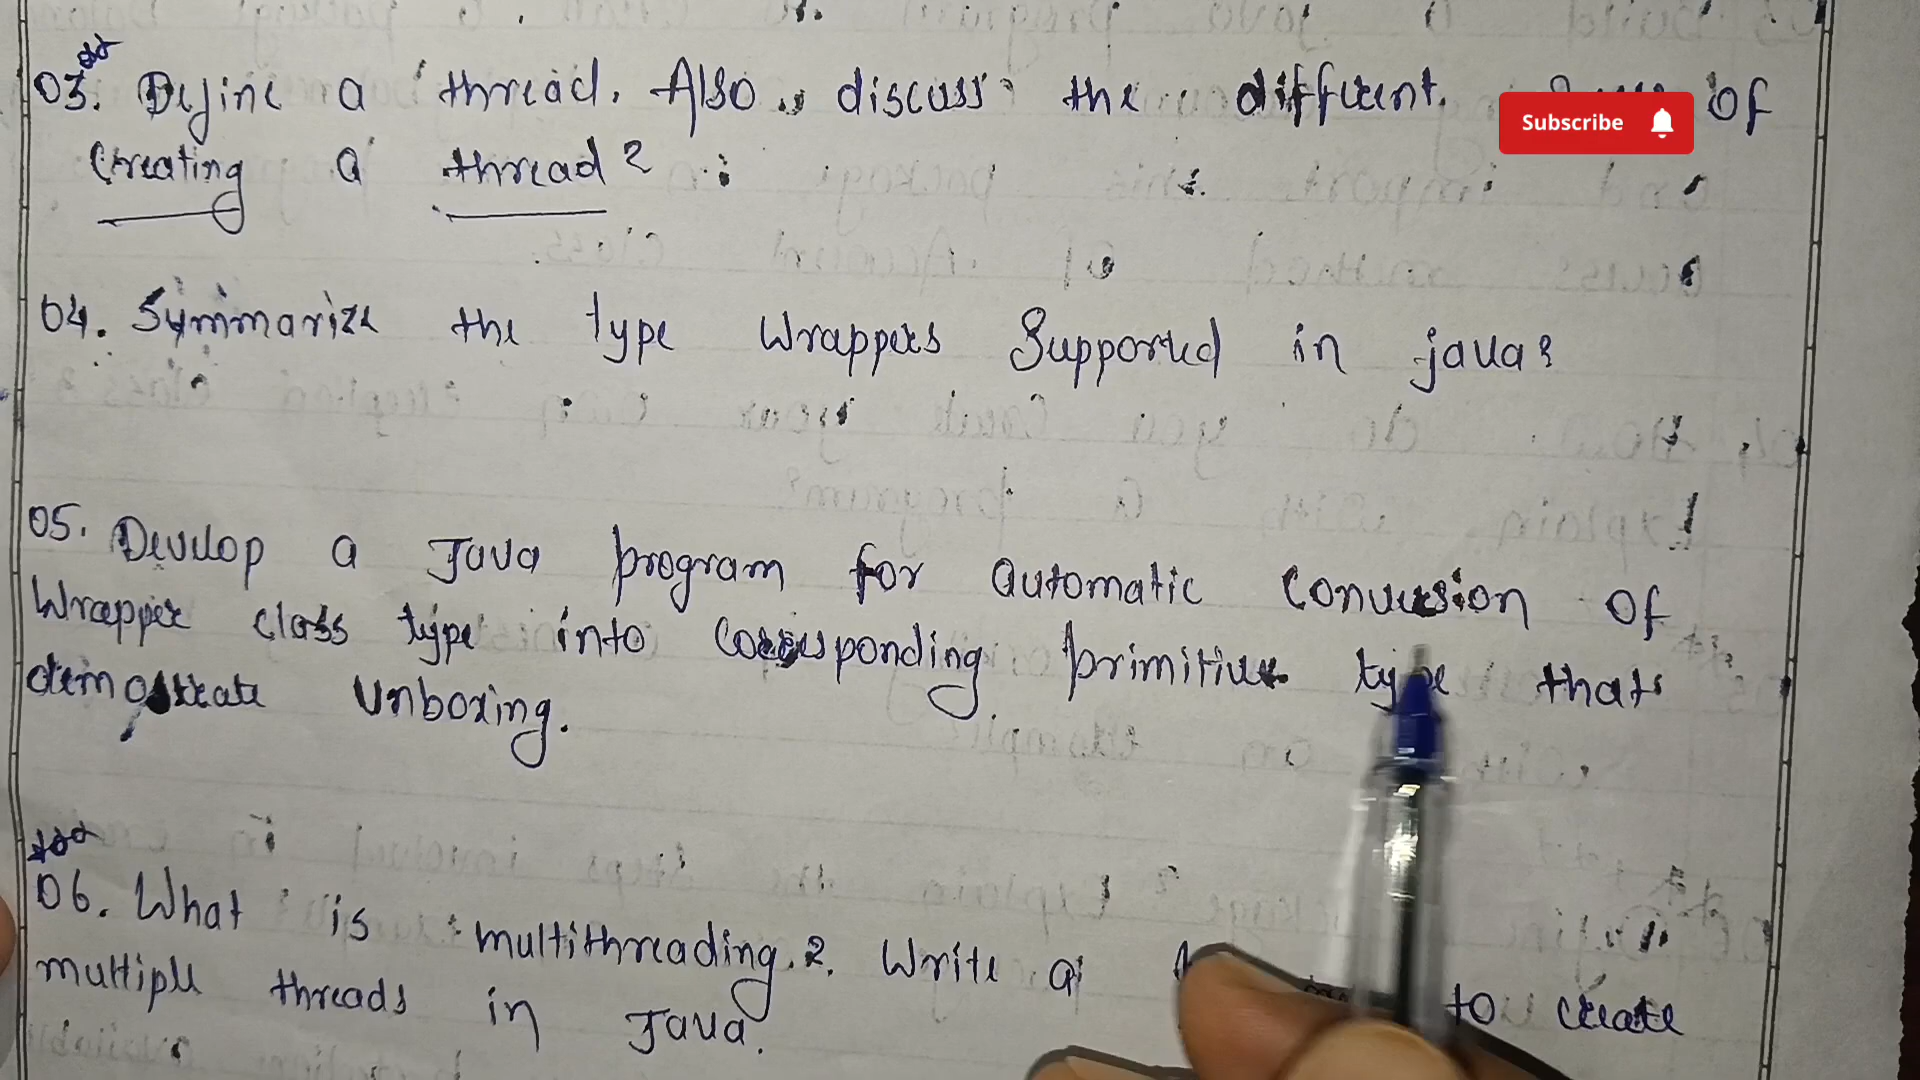 03. Define a thread. Also discuss the different of
Subscribe
creating a thread?
04. Summarize the type wrappers supported in java?
05. Develop a Java program for automatic conversion of
wrapper class type into corresponding primitive type that
demostrate unboxing.
06. What is multithreading?. Write a to create
multiple threads in Java.